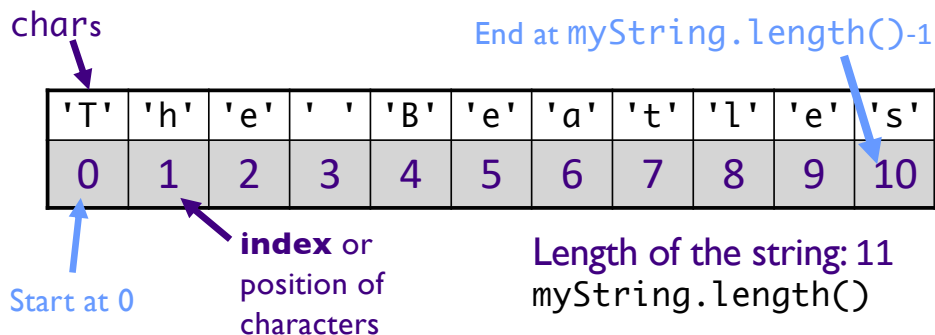 chars
End at myString.length()-1
'T' 'h' 'e' ' ' 'B' 'e' 'a' 't' 'l' 'e' 's'
0 1 2 3 4 5 6 7 8 9 10
Start at 0
index or
position of
characters
Length of the string: 11
myString.length()